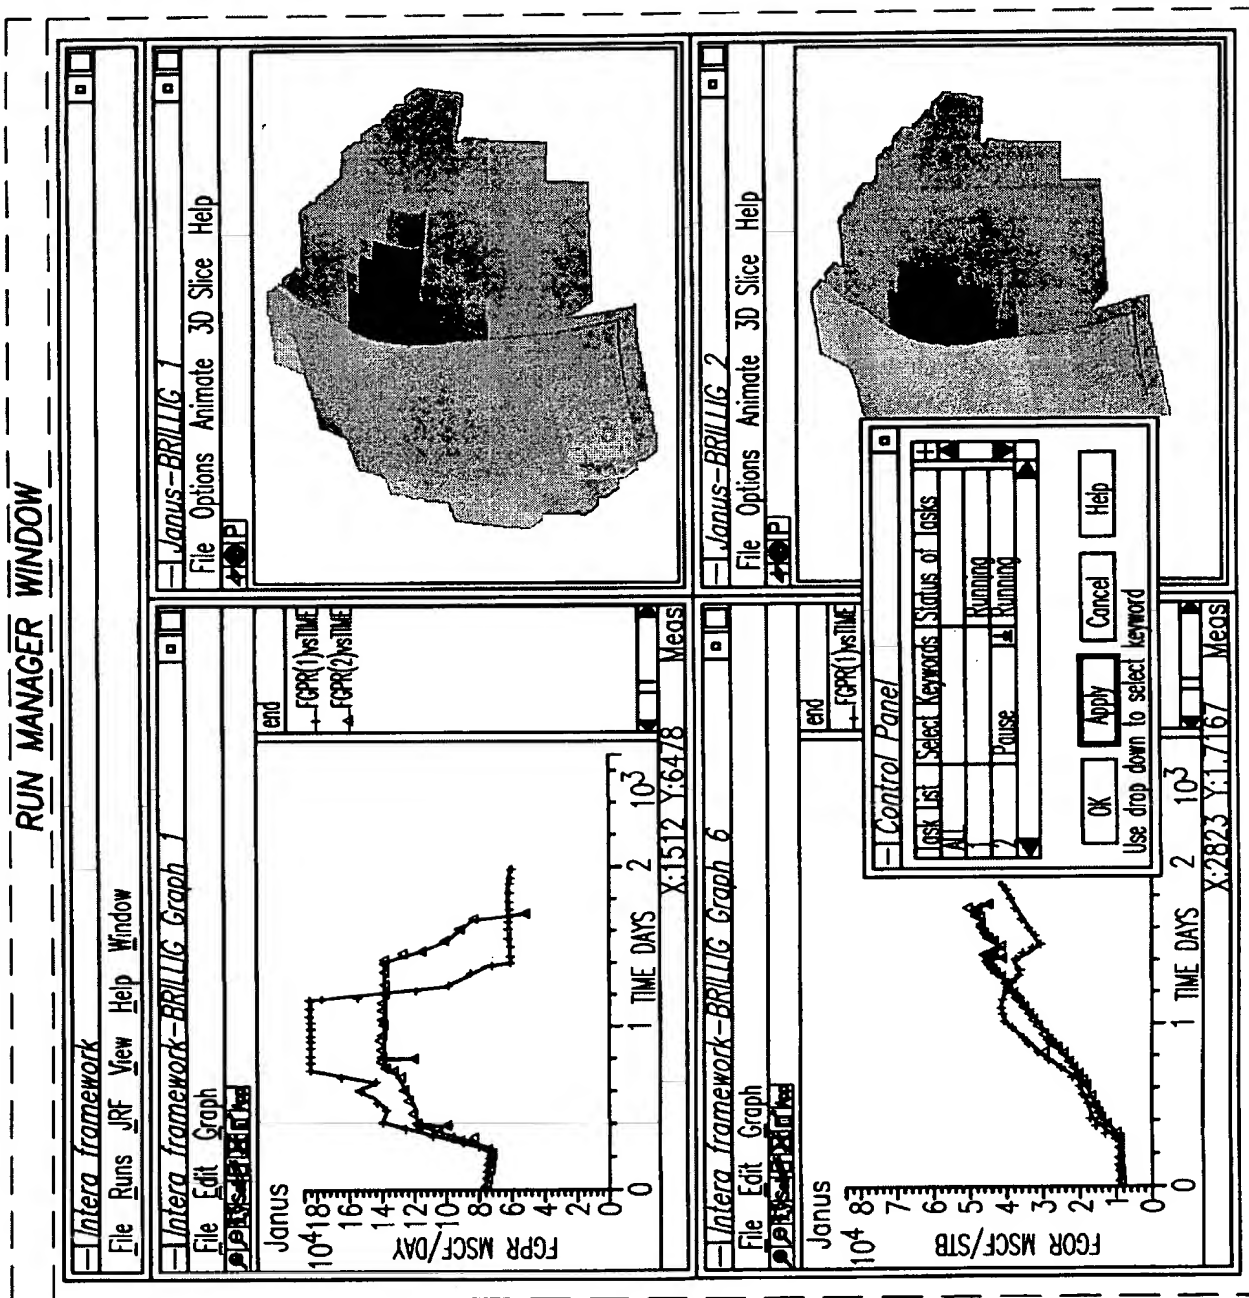 RUN MANAGER WINDOW
Intera framework
File Runs JRF View Help Window
Intera framework-BRILLIG Graph 1
File Edit Graph
Janus
10⁴
18
16
14
12
10
8
6
4
2
0
FGPR MSCF/DAY
0 1 2 10³
TIME DAYS
end
FGPR(1)vsTIME
FGPR(2)vsTIME
X:1512 Y:6478 Meas
Janus-BRILLIG 1
File Options Animate 3D Slice Help
P
Intera framework-BRILLIG Graph 6
File Edit Graph
Janus
10⁴
8
7
6
5
4
3
2
1
0
FGOR MSCF/STB
0 1 2 10³
TIME DAYS
end
FGPR(1)vsTIME
X:2823 Y:1.7167 Meas
Janus-BRILLIG 2
File Options Animate 3D Slice Help
P
Control Panel
Task List Select Keywords Status of Tasks
All
1 Running
2 Pause Running
OK Apply Cancel Help
Use drop down to select keyword